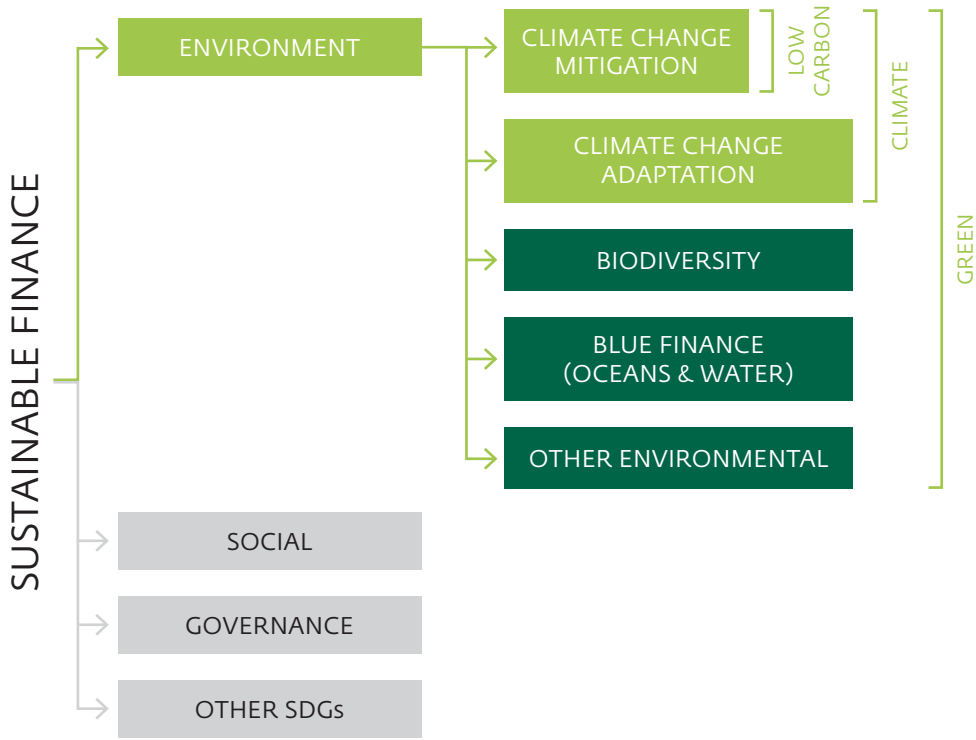 SUSTAINABLE FINANCE
ENVIRONMENT
CLIMATE CHANGE
MITIGATION
LOW
CARBON
CLIMATE
GREEN
CLIMATE CHANGE
ADAPTATION
BIODIVERSITY
BLUE FINANCE
(OCEANS & WATER)
OTHER ENVIRONMENTAL
SOCIAL
GOVERNANCE
OTHER SDGs